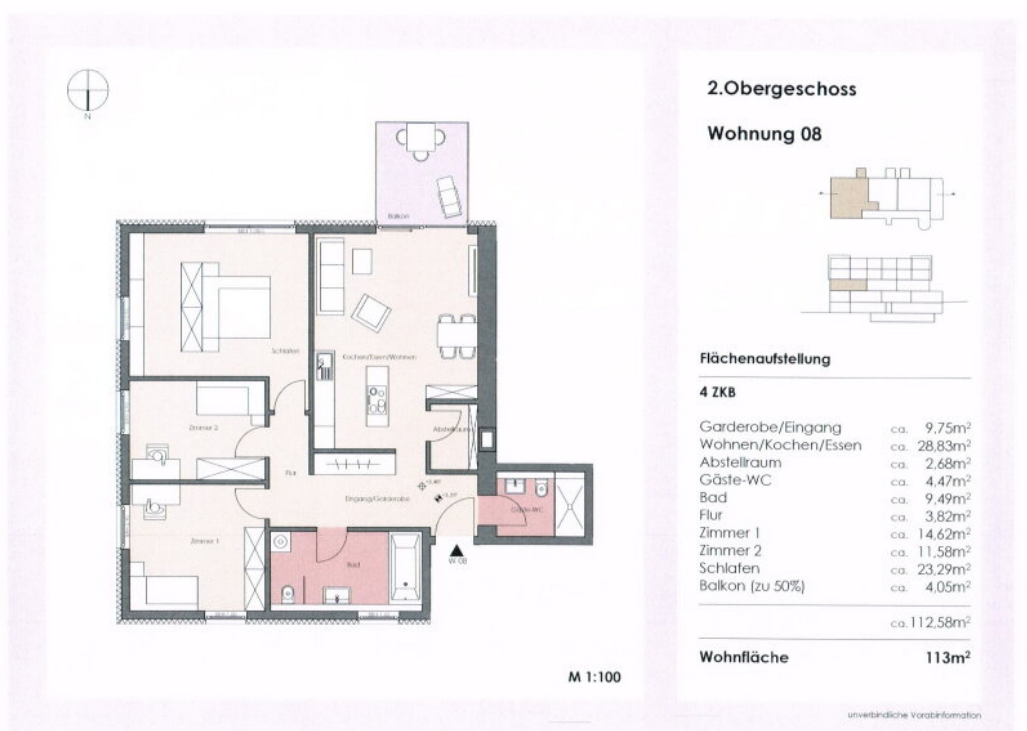 N
Balkon
Schlafen
Kochen/Essen/Wohnen
Zimmer 2
Abstellraum
Flur
Eingang/Garderobe
Gäste-WC
Zimmer 1
Bad
W 08
M 1:100
2.Obergeschoss
Wohnung 08
Flächenaufstellung
4 ZKB
Garderobe/Eingang ca. 9,75m²
Wohnen/Kochen/Essen ca. 28,83m²
Abstellraum ca. 2,68m²
Gäste-WC ca. 4,47m²
Bad ca. 9,49m²
Flur ca. 3,82m²
Zimmer 1 ca. 14,62m²
Zimmer 2 ca. 11,58m²
Schlafen ca. 23,29m²
Balkon (zu 50%) ca. 4,05m²
ca.112,58m²
Wohnfläche 113m²
unverbindliche Vorabinformation